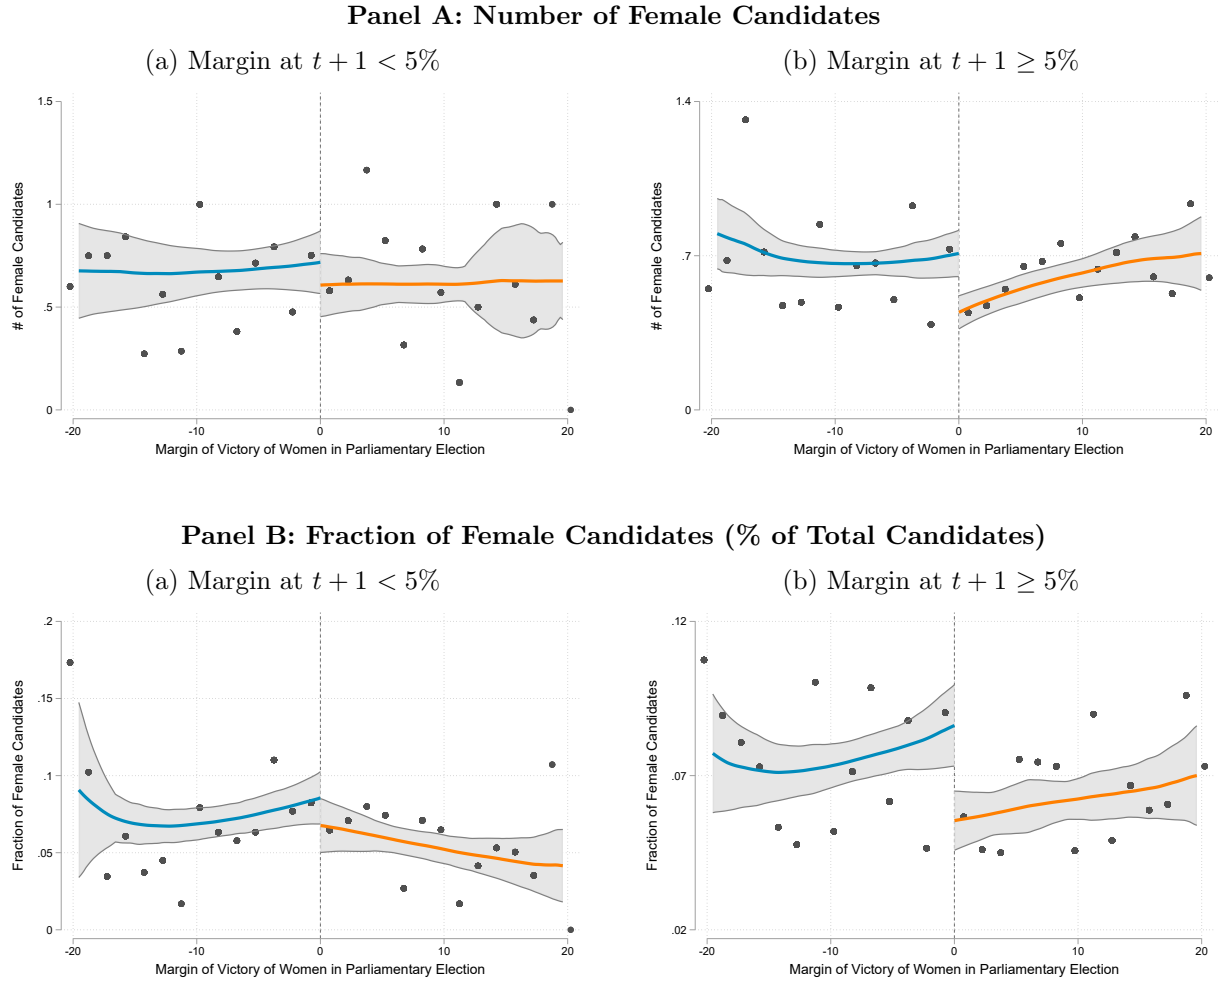 Panel A: Number of Female Candidates
(a) Margin at t + 1 < 5%
1.5
1
.5
0
# of Female Candidates
-20 -10 0 10 20
Margin of Victory of Women in Parliamentary Election
(b) Margin at t + 1 ≥ 5%
1.4
.7
0
# of Female Candidates
-20 -10 0 10 20
Margin of Victory of Women in Parliamentary Election
Panel B: Fraction of Female Candidates (% of Total Candidates)
(a) Margin at t + 1 < 5%
.2
.15
.1
.05
0
Fraction of Female Candidates
-20 -10 0 10 20
Margin of Victory of Women in Parliamentary Election
(b) Margin at t + 1 ≥ 5%
.12
.07
.02
Fraction of Female Candidates
-20 -10 0 10 20
Margin of Victory of Women in Parliamentary Election